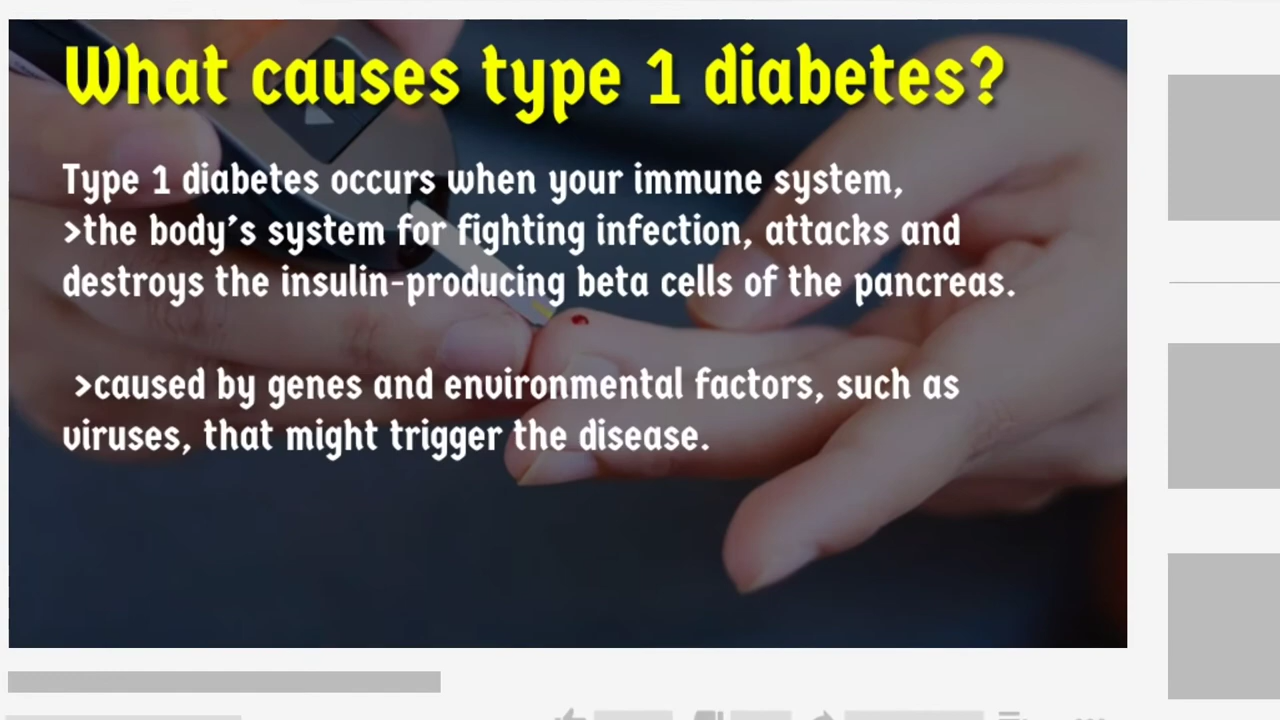 What causes type 1 diabetes?
Type 1 diabetes occurs when your immune system,
>the body's system for fighting infection, attacks and
destroys the insulin-producing beta cells of the pancreas.
>caused by genes and environmental factors, such as
viruses, that might trigger the disease.